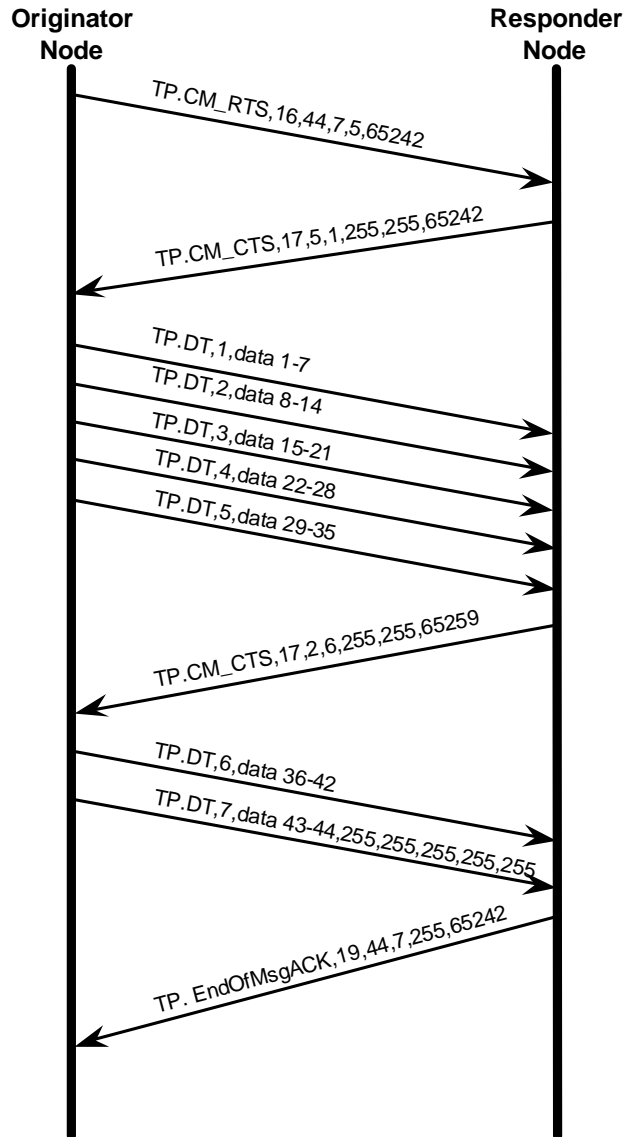 Originator
Node
Responder
Node
TP.CM_RTS,16,44,7,5,65242
TP.CM_CTS,17,5,1,255,255,65242
TP.DT,1,data 1-7
TP.DT,2,data 8-14
TP.DT,3,data 15-21
TP.DT,4,data 22-28
TP.DT,5,data 29-35
TP.CM_CTS,17,2,6,255,255,65259
TP.DT,6,data 36-42
TP.DT,7,data 43-44,255,255,255,255,255
TP. EndOfMsgACK,19,44,7,255,65242